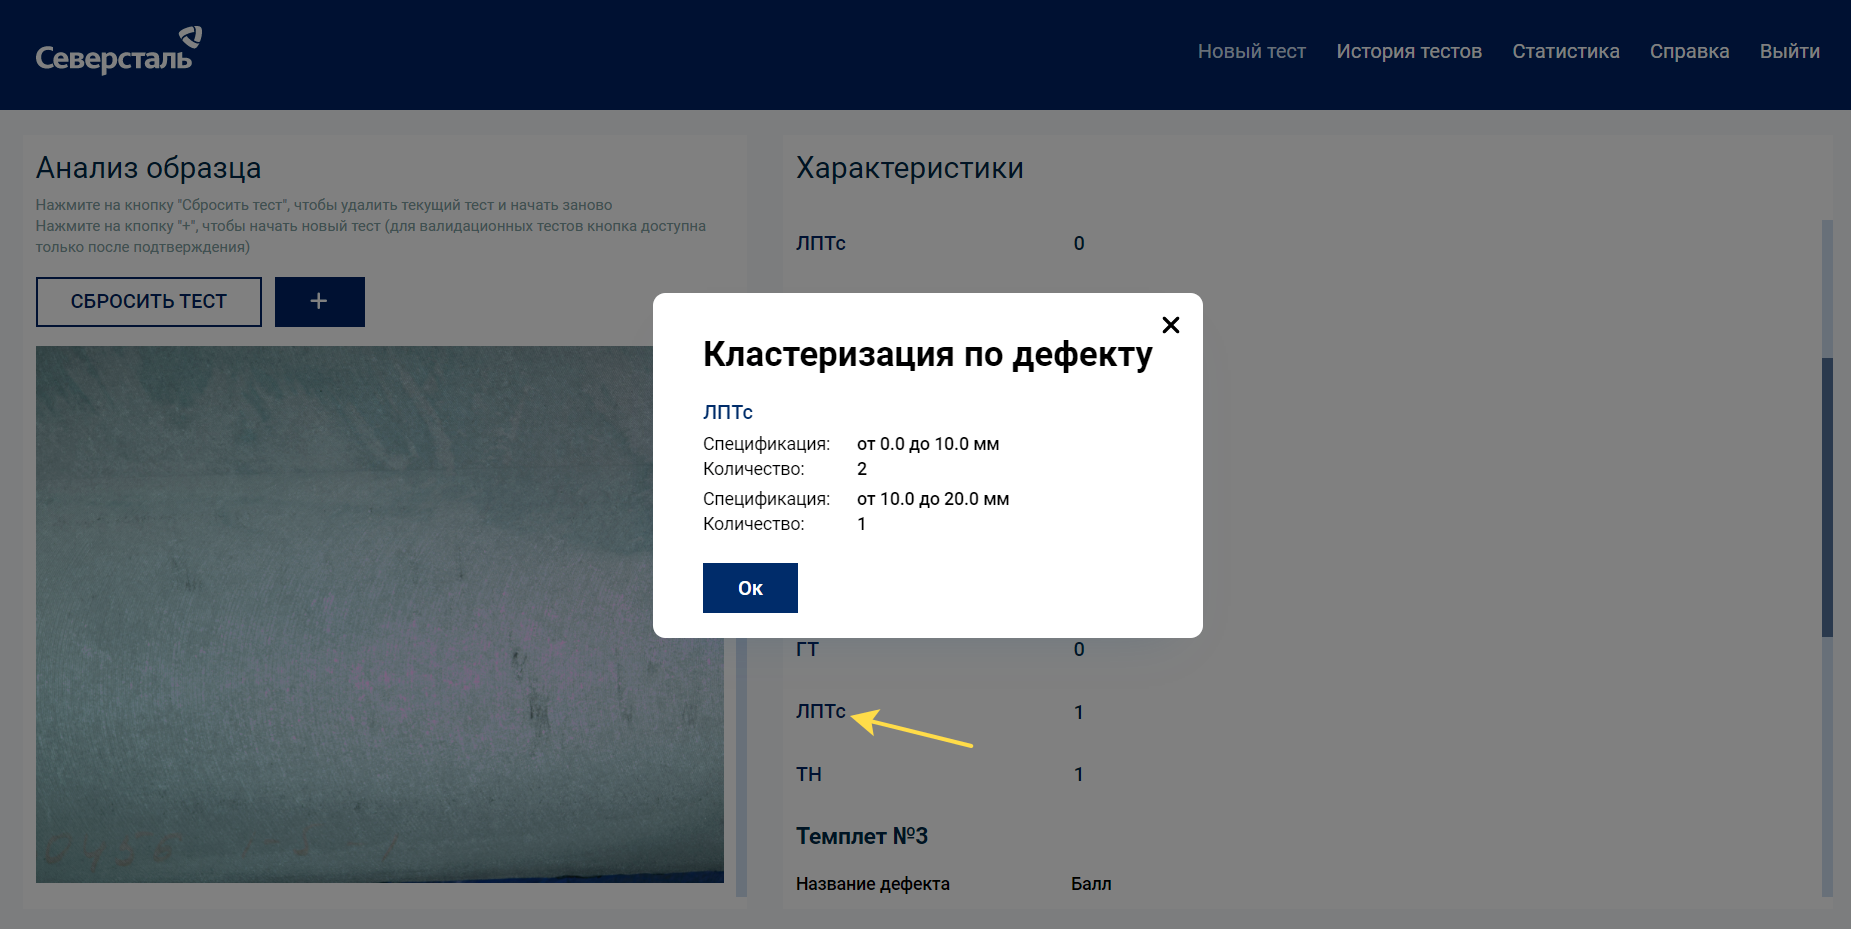 Северсталь
Новый тест
История тестов
Статистика
Справка
Выйти
Анализ образца
Нажмите на кнопку "Сбросить тест", чтобы удалить текущий тест и начать заново
Нажмите на кпопку "+", чтобы начать новый тест (для валидационных тестов кнопка доступна
только после подтверждения)
СБРОСИТЬ ТЕСТ
+
Характеристики
ЛПТс 0
Кластеризация по дефекту
ЛПТс
Спецификация: от 0.0 до 10.0 мм
Количество: 2
Спецификация: от 10.0 до 20.0 мм
Количество: 1
Ок
ГТ 0
ЛПТс 1
ТН 1
Темплет №3
Название дефекта Балл